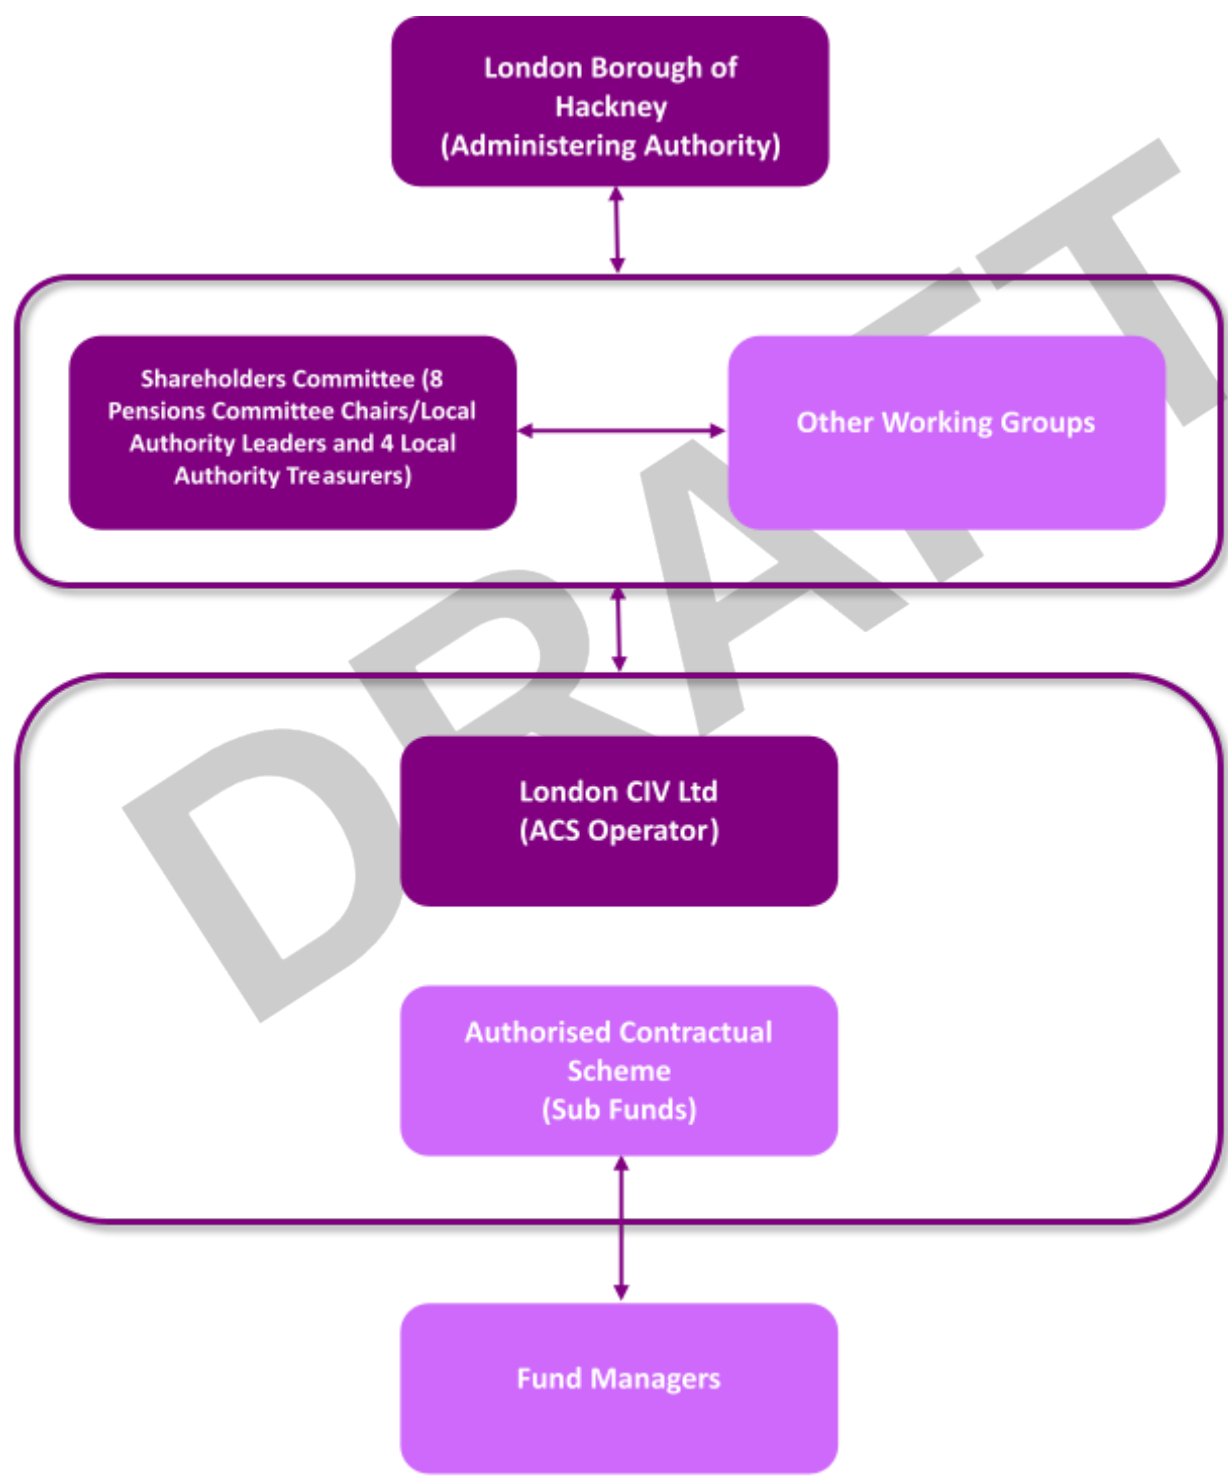 London Borough of
Hackney
(Administering Authority)
Shareholders Committee (8
Pensions Committee Chairs/Local
Authority Leaders and 4 Local
Authority Treasurers)
Other Working Groups
DRAFT
London CIV Ltd
(ACS Operator)
Authorised Contractual
Scheme
(Sub Funds)
Fund Managers